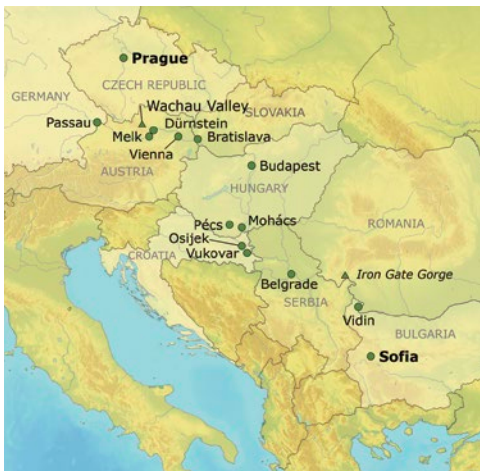 Prague
CZECH REPUBLIC
GERMANY
Wachau Valley
SLOVAKIA
Passau
Dürnstein
Melk
Bratislava
Vienna
Budapest
AUSTRIA
HUNGARY
Pécs
Mohács
ROMANIA
Osijek
CROATIA
Vukovar
Iron Gate Gorge
Belgrade
SERBIA
Vidin
BULGARIA
Sofia